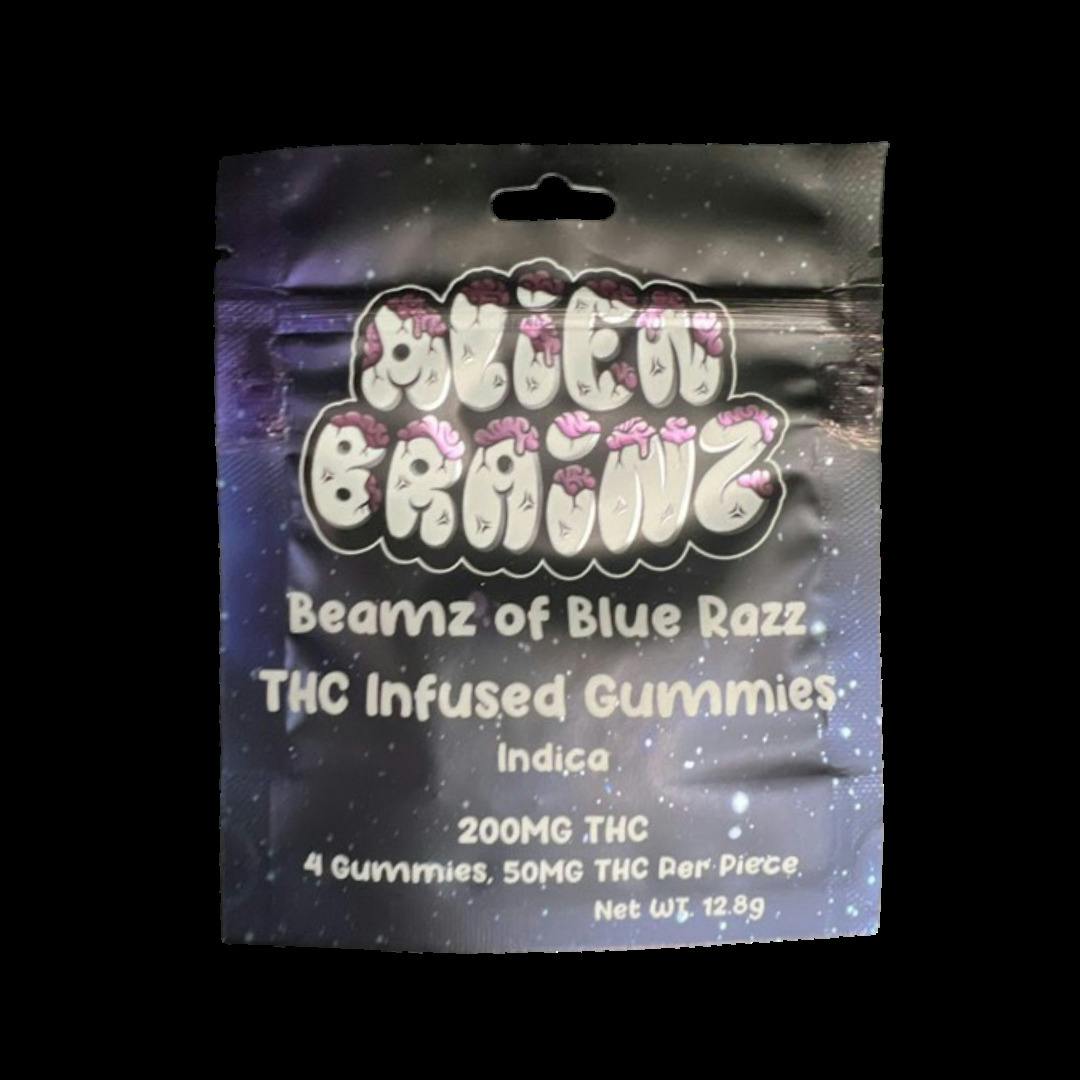 ALiEN
BRAiNZ
Beamz of Blue Razz
THC Infused Gummies
Indica
200MG THC
4 Gummies, 50MG THC Per Piece
Net WT. 12.8g